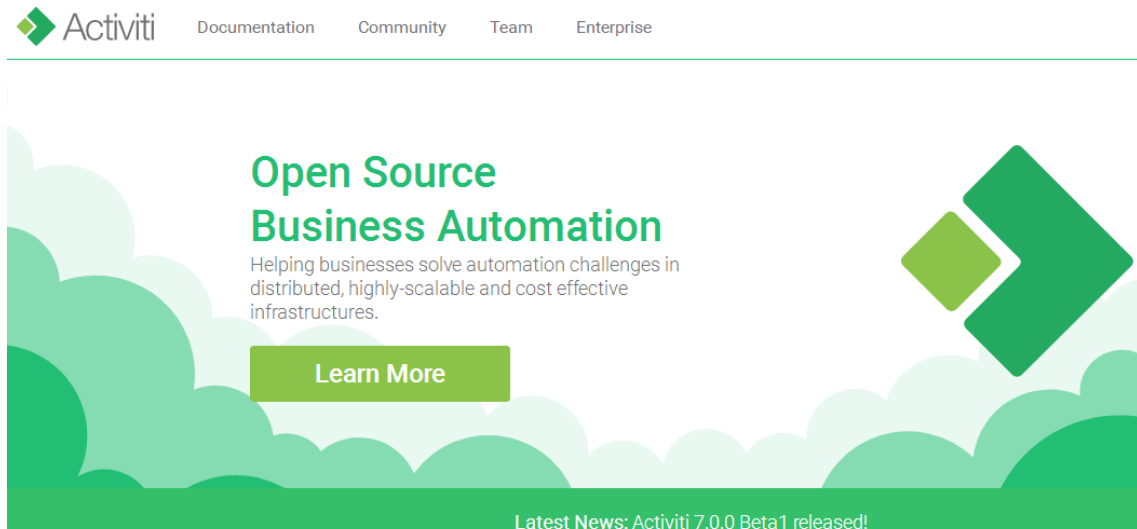 Activiti Documentation Community Team Enterprise
Open Source
Business Automation
Helping businesses solve automation challenges in
distributed, highly-scalable and cost effective
infrastructures.
Learn More
Latest News: Activiti 7.0.0 Beta1 released!